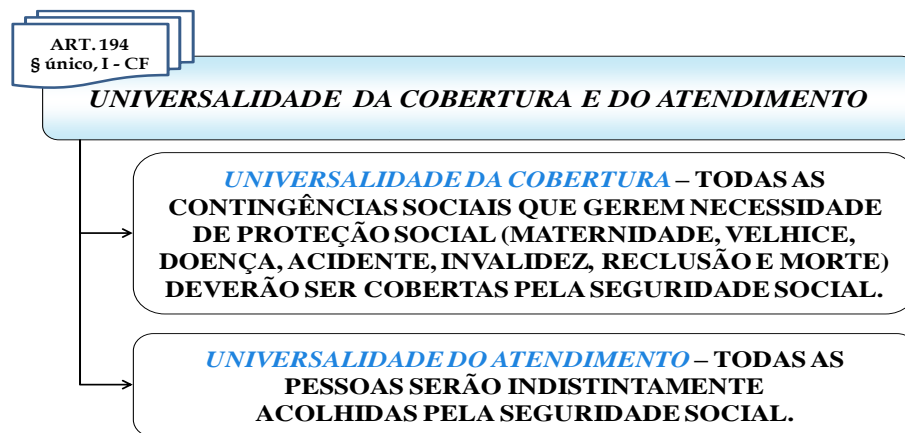 ART. 194
§ único, I - CF
UNIVERSALIDADE DA COBERTURA E DO ATENDIMENTO
UNIVERSALIDADE DA COBERTURA – TODAS AS
CONTINGÊNCIAS SOCIAIS QUE GEREM NECESSIDADE
DE PROTEÇÃO SOCIAL (MATERNIDADE, VELHICE,
DOENÇA, ACIDENTE, INVALIDEZ, RECLUSÃO E MORTE)
DEVERÃO SER COBERTAS PELA SEGURIDADE SOCIAL.
UNIVERSALIDADE DO ATENDIMENTO – TODAS AS
PESSOAS SERÃO INDISTINTAMENTE
ACOLHIDAS PELA SEGURIDADE SOCIAL.